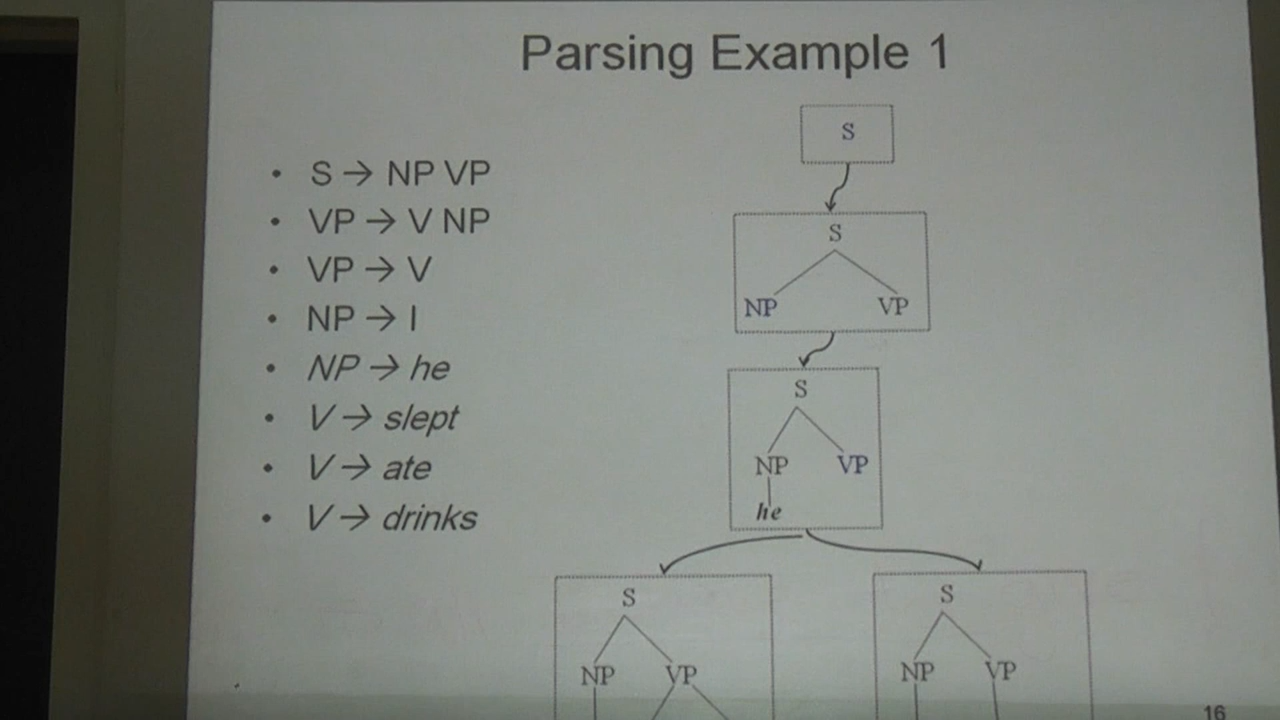 Parsing Example 1
• S → NP VP
• VP → V NP
• VP → V
• NP → I
• NP → he
• V → slept
• V → ate
• V → drinks
S
S
NP VP
S
NP VP
he
S
NP VP
S
NP VP
16